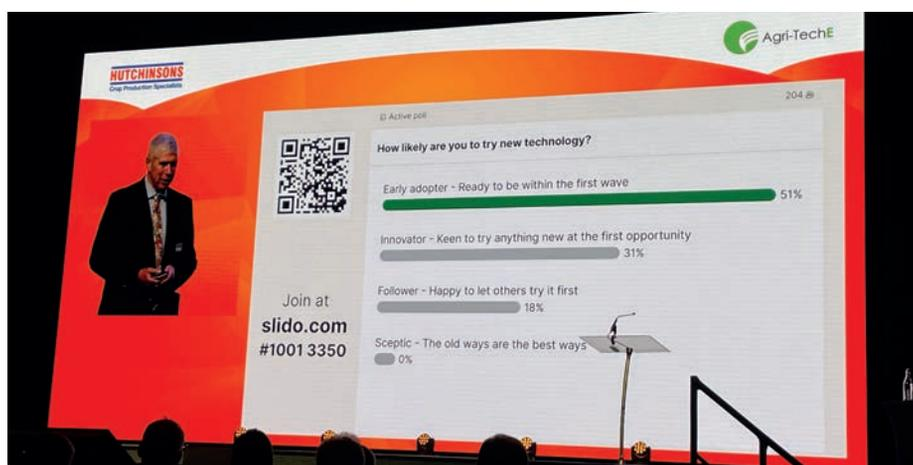 HUTCHINSONS
Crop Production Specialists
Agri-TechE
204
Active poll
How likely are you to try new technology?
Early adopter - Ready to be within the first wave
51%
Innovator - Keen to try anything new at the first opportunity
31%
Follower - Happy to let others try it first
18%
Sceptic - The old ways are the best ways
0%
Join at
slido.com
#1001 3350